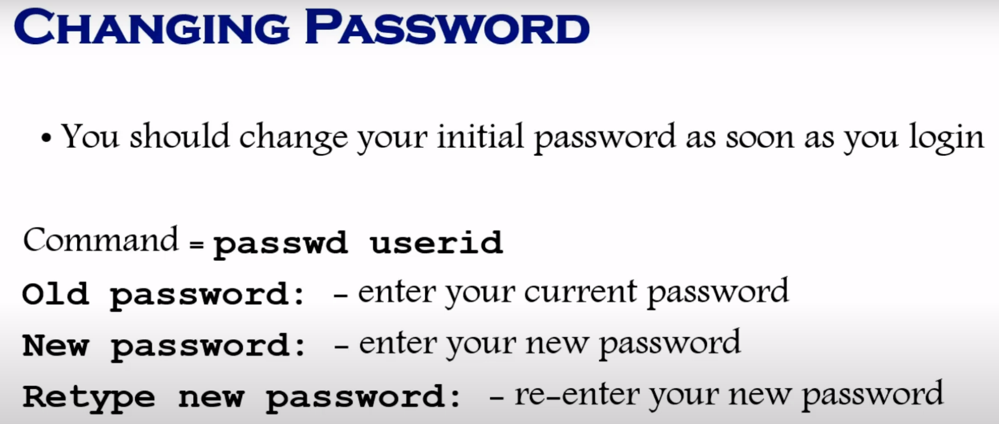 CHANGING PASSWORD
• You should change your initial password as soon as you login
Command = passwd userid
Old password: – enter your current password
New password: – enter your new password
Retype new password: – re-enter your new password